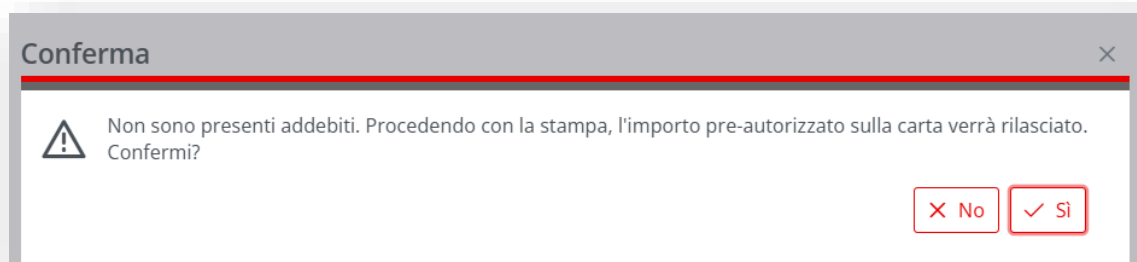 Conferma
Non sono presenti addebiti. Procedendo con la stampa, l'importo pre-autorizzato sulla carta verrà rilasciato.
Confermi?
No
Sì